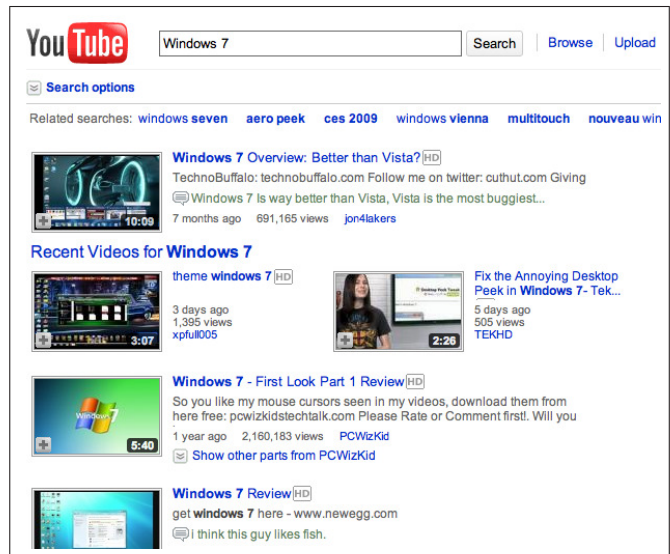 YouTube
Windows 7
Search
Browse
Upload
Search options
Related searches: windows seven aero peek ces 2009 windows vienna multitouch nouveau win
10:09
Windows 7 Overview: Better than Vista? HD
TechnoBuffalo: technobuffalo.com Follow me on twitter: cuthut.com Giving
Windows 7 Is way better than Vista, Vista is the most buggiest...
7 months ago 691,165 views jon4lakers
Recent Videos for Windows 7
3:07
theme windows 7 HD
3 days ago
1,395 views
xpfull005
2:26
Fix the Annoying Desktop
Peek in Windows 7- Tek...
5 days ago
505 views
TEKHD
Windows 7
5:40
Windows 7 - First Look Part 1 Review HD
So you like my mouse cursors seen in my videos, download them from
here free: pcwizkidstechtalk.com Please Rate or Comment first!. Will you
1 year ago 2,160,183 views PCWizKid
Show other parts from PCWizKid
Windows 7 Review HD
get windows 7 here - www.newegg.com
i think this guy likes fish.